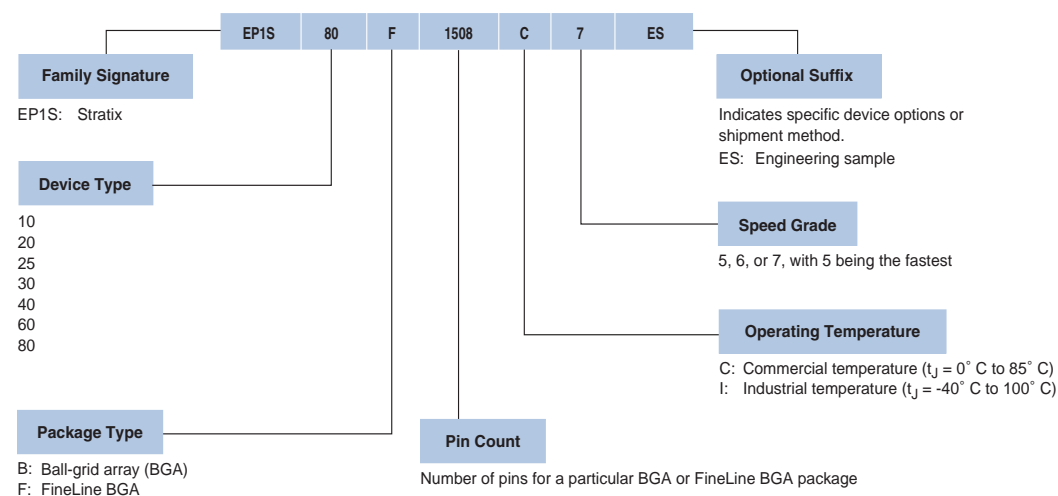 EP1S 80 F 1508 C 7 ES
Family Signature
EP1S: Stratix
Optional Suffix
Indicates specific device options or
shipment method.
ES: Engineering sample
Device Type
10
20
25
30
40
60
80
Speed Grade
5, 6, or 7, with 5 being the fastest
Operating Temperature
C: Commercial temperature (tJ = 0° C to 85° C)
I: Industrial temperature (tJ = -40° C to 100° C)
Package Type
B: Ball-grid array (BGA)
F: FineLine BGA
Pin Count
Number of pins for a particular BGA or FineLine BGA package